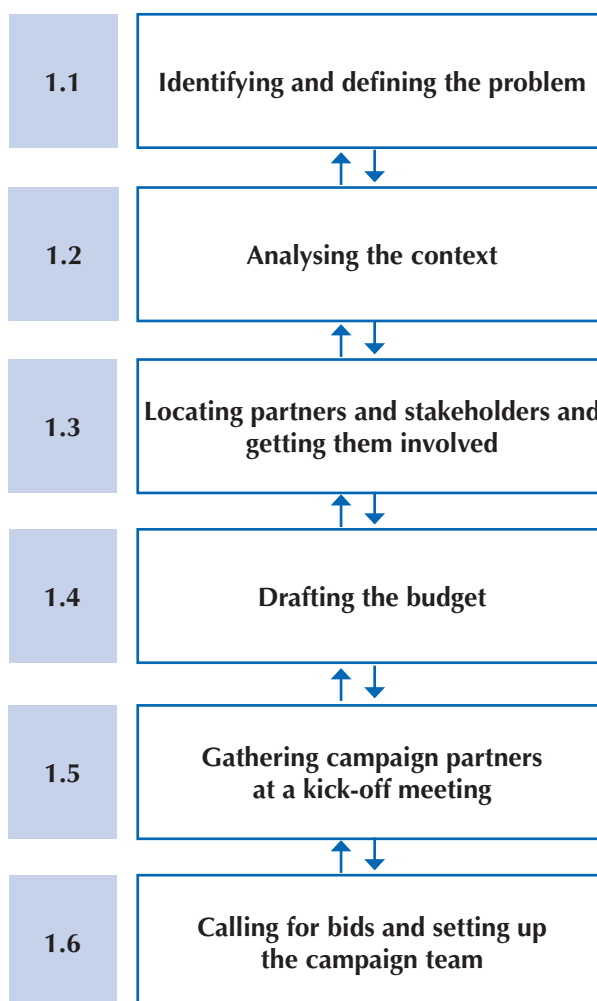 1.1
Identifying and defining the problem
1.2
Analysing the context
1.3
Locating partners and stakeholders and
getting them involved
1.4
Drafting the budget
1.5
Gathering campaign partners
at a kick-off meeting
1.6
Calling for bids and setting up
the campaign team